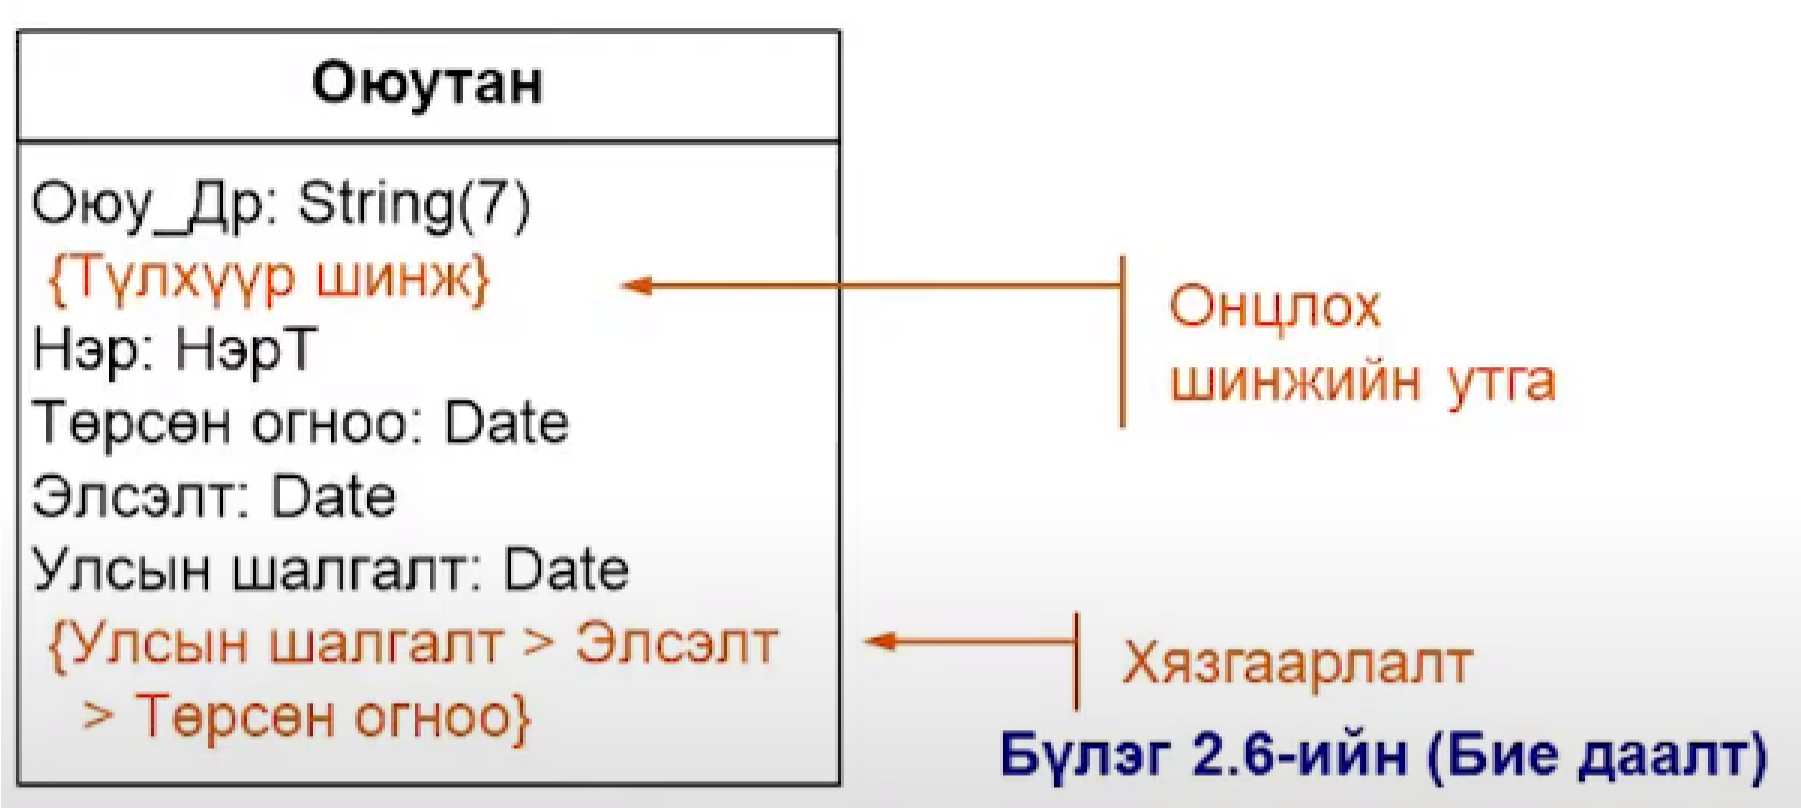 Оюутан
Оюу_Др: String(7)
{Түлхүүр шинж}
Нэр: НэрТ
Төрсөн огноо: Date
Элсэлт: Date
Улсын шалгалт: Date
{Улсын шалгалт > Элсэлт
> Төрсөн огноо}
Онцлох
шинжийн утга
Хязгаарлалт
Бүлэг 2.6-ийн (Бие даалт)